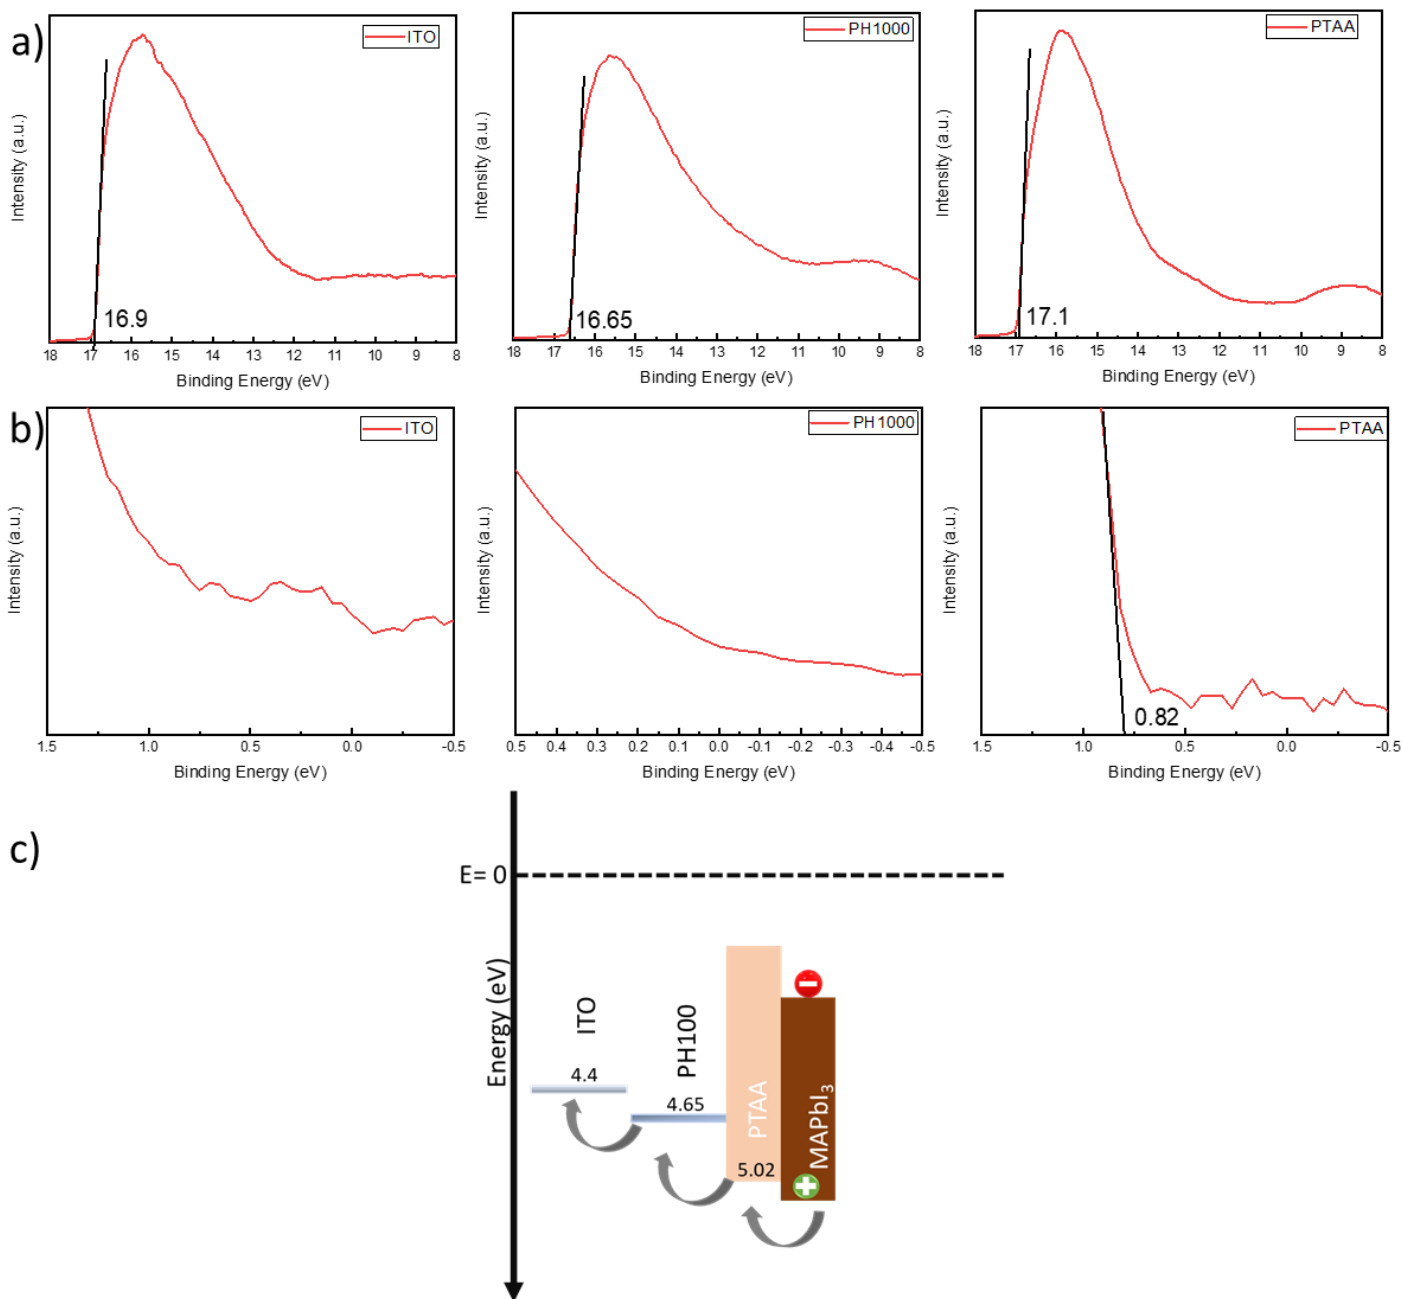 a)
ITO
Intensity (a.u.)
16.9
18 17 16 15 14 13 12 11 10 9 8
Binding Energy (eV)
PH1000
Intensity (a.u.)
16.65
18 17 16 15 14 13 12 11 10 9 8
Binding Energy (eV)
PTAA
Intensity (a.u.)
17.1
18 17 16 15 14 13 12 11 10 9 8
Binding Energy (eV)
b)
ITO
Intensity (a.u.)
1.5 1.0 0.5 0.0 -0.5
Binding Energy (eV)
PH1000
Intensity (a.u.)
0.5 0.4 0.3 0.2 0.1 0.0 -0.1 -0.2 -0.3 -0.4 -0.5
Binding Energy (eV)
PTAA
Intensity (a.u.)
0.82
1.5 1.0 0.5 0.0 -0.5
Binding Energy (eV)
c)
E= 0
Energy (eV)
ITO
4.4
PH100
4.65
PTAA
5.02
MAPbI3